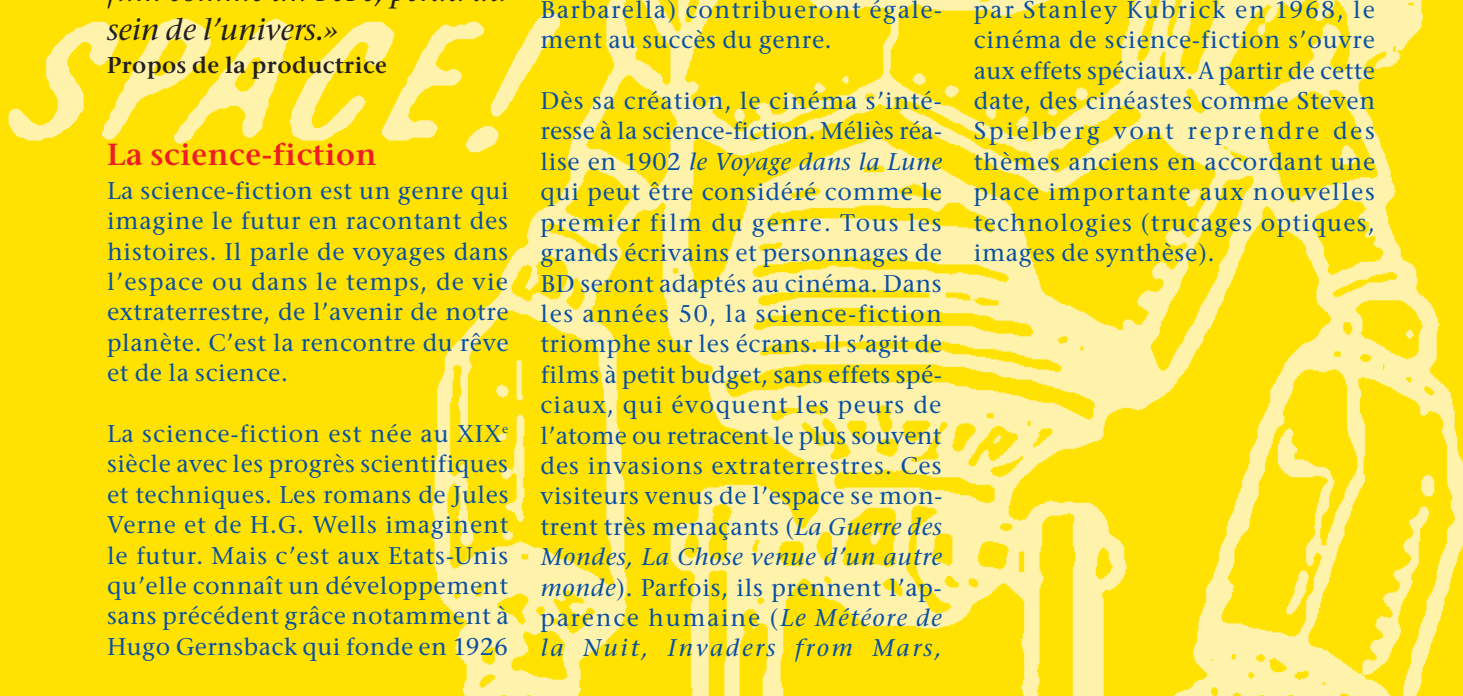 sein de l’univers.»
Propos de la productrice
SPACE!
La science-fiction
La science-fiction est un genre qui
imagine le futur en racontant des
histoires. Il parle de voyages dans
l’espace ou dans le temps, de vie
extraterrestre, de l’avenir de notre
planète. C’est la rencontre du rêve
et de la science.
La science-fiction est née au XIXe
siècle avec les progrès scientifiques
et techniques. Les romans de Jules
Verne et de H.G. Wells imaginent
le futur. Mais c’est aux Etats-Unis
qu’elle connaît un développement
sans précédent grâce notamment à
Hugo Gernsback qui fonde en 1926
Barbarella) contribueront égale-
ment au succès du genre.
Dès sa création, le cinéma s’inté-
resse à la science-fiction. Méliès réa-
lise en 1902 le Voyage dans la Lune
qui peut être considéré comme le
premier film du genre. Tous les
grands écrivains et personnages de
BD seront adaptés au cinéma. Dans
les années 50, la science-fiction
triomphe sur les écrans. Il s’agit de
films à petit budget, sans effets spé-
ciaux, qui évoquent les peurs de
l’atome ou retracent le plus souvent
des invasions extraterrestres. Ces
visiteurs venus de l’espace se mon-
trent très menaçants (La Guerre des
Mondes, La Chose venue d’un autre
monde). Parfois, ils prennent l’ap-
parence humaine (Le Météore de
la Nuit, Invaders from Mars,
par Stanley Kubrick en 1968, le
cinéma de science-fiction s’ouvre
aux effets spéciaux. A partir de cette
date, des cinéastes comme Steven
Spielberg vont reprendre des
thèmes anciens en accordant une
place importante aux nouvelles
technologies (trucages optiques,
images de synthèse).